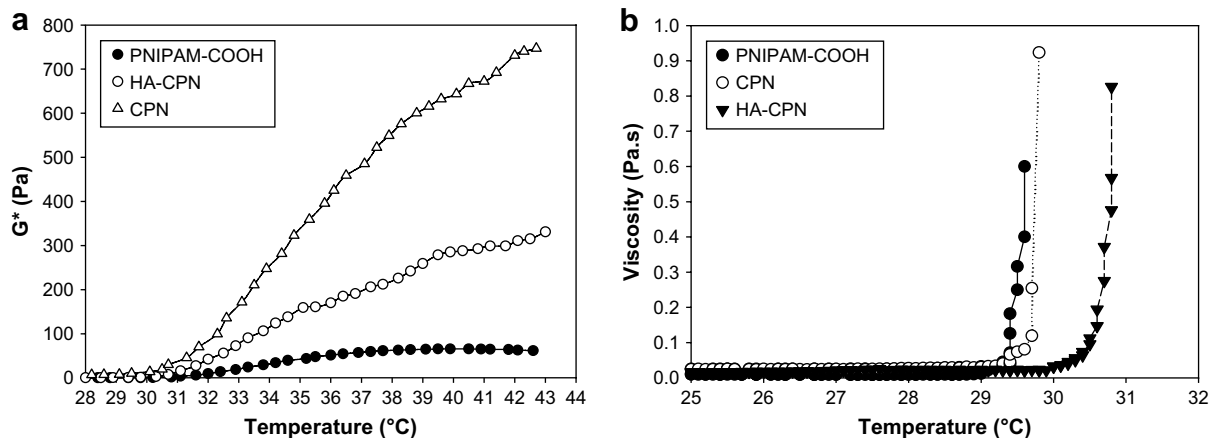 a
800
700
600
500
400
300
200
100
0
G* (Pa)
PNIPAM-COOH
HA-CPN
CPN
28 29 30 31 32 33 34 35 36 37 38 39 40 41 42 43 44
Temperature (°C)
b
1.0
0.9
0.8
0.7
0.6
0.5
0.4
0.3
0.2
0.1
0.0
Viscosity (Pa.s)
PNIPAM-COOH
CPN
HA-CPN
25 26 27 28 29 30 31 32
Temperature (°C)